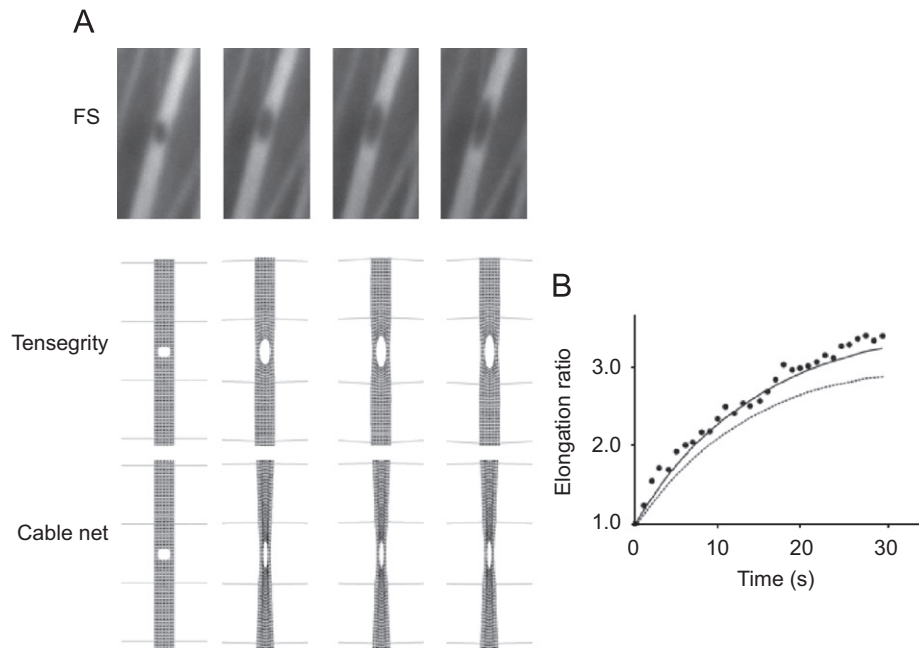 A
FS
Tensegrity
Cable net
B
Elongation ratio
3.0
2.0
1.0
0 10 20 30
Time (s)